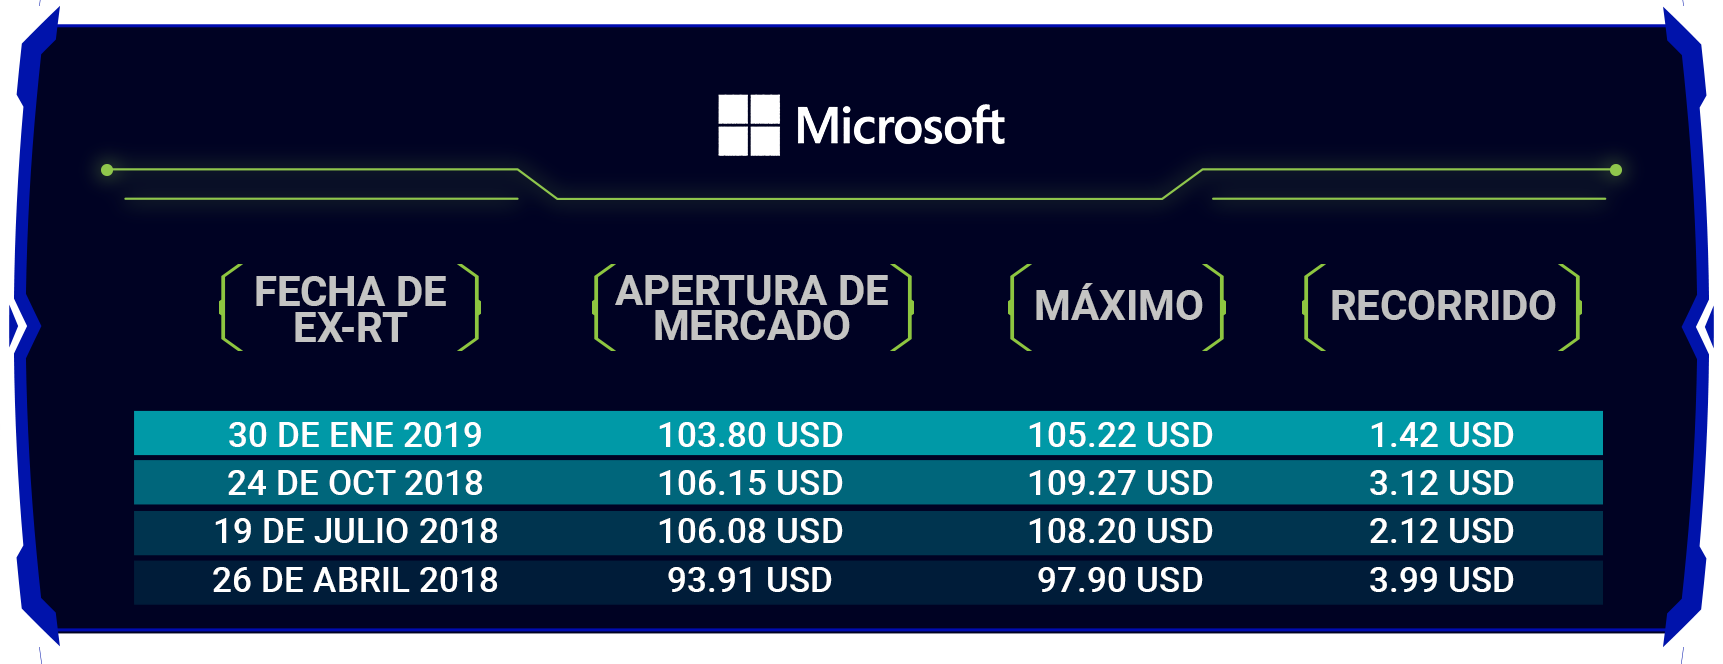 Microsoft
FECHA DE
EX-RT
APERTURA DE
MERCADO
MÁXIMO
RECORRIDO
30 DE ENE 2019 103.80 USD 105.22 USD 1.42 USD
24 DE OCT 2018 106.15 USD 109.27 USD 3.12 USD
19 DE JULIO 2018 106.08 USD 108.20 USD 2.12 USD
26 DE ABRIL 2018 93.91 USD 97.90 USD 3.99 USD